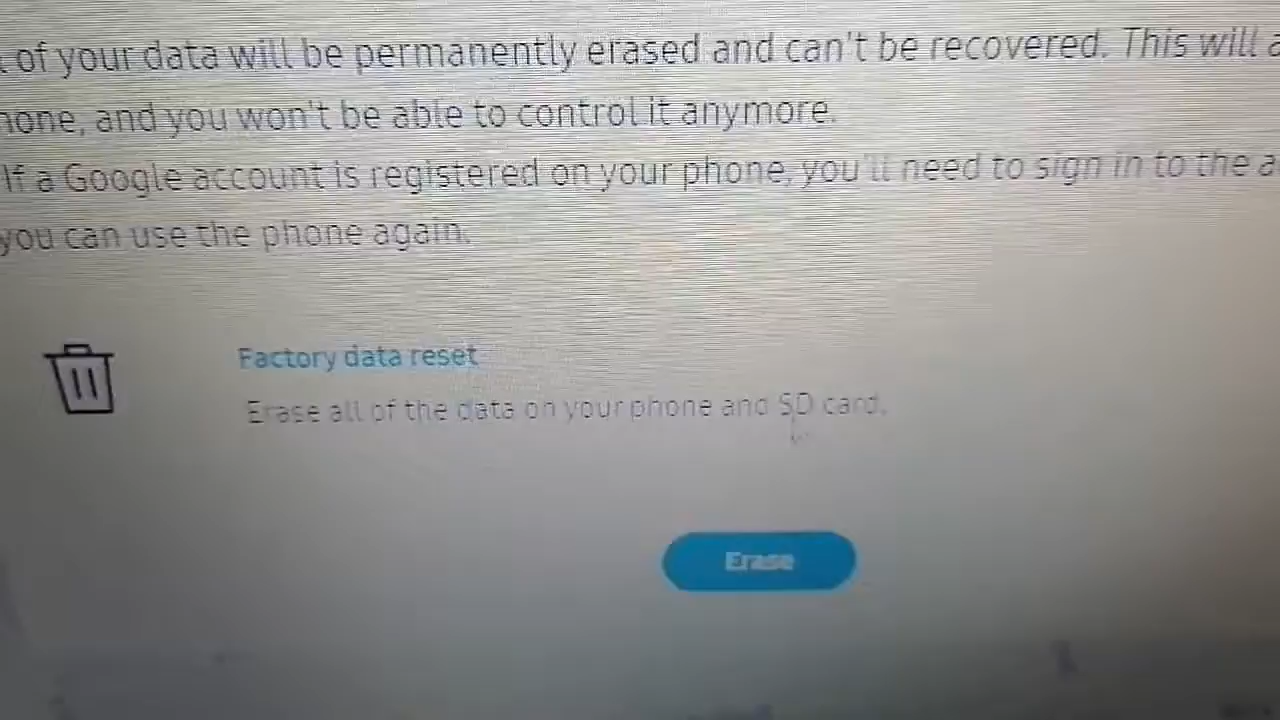 of your data will be permanently erased and can't be recovered. This will
and you won't be able to control it anymore.
If a Google account is registered on your phone, you'll need to sign in to the
you can use the phone again.
Factory data reset
Erase all of the data on your phone and SD card.
Erase